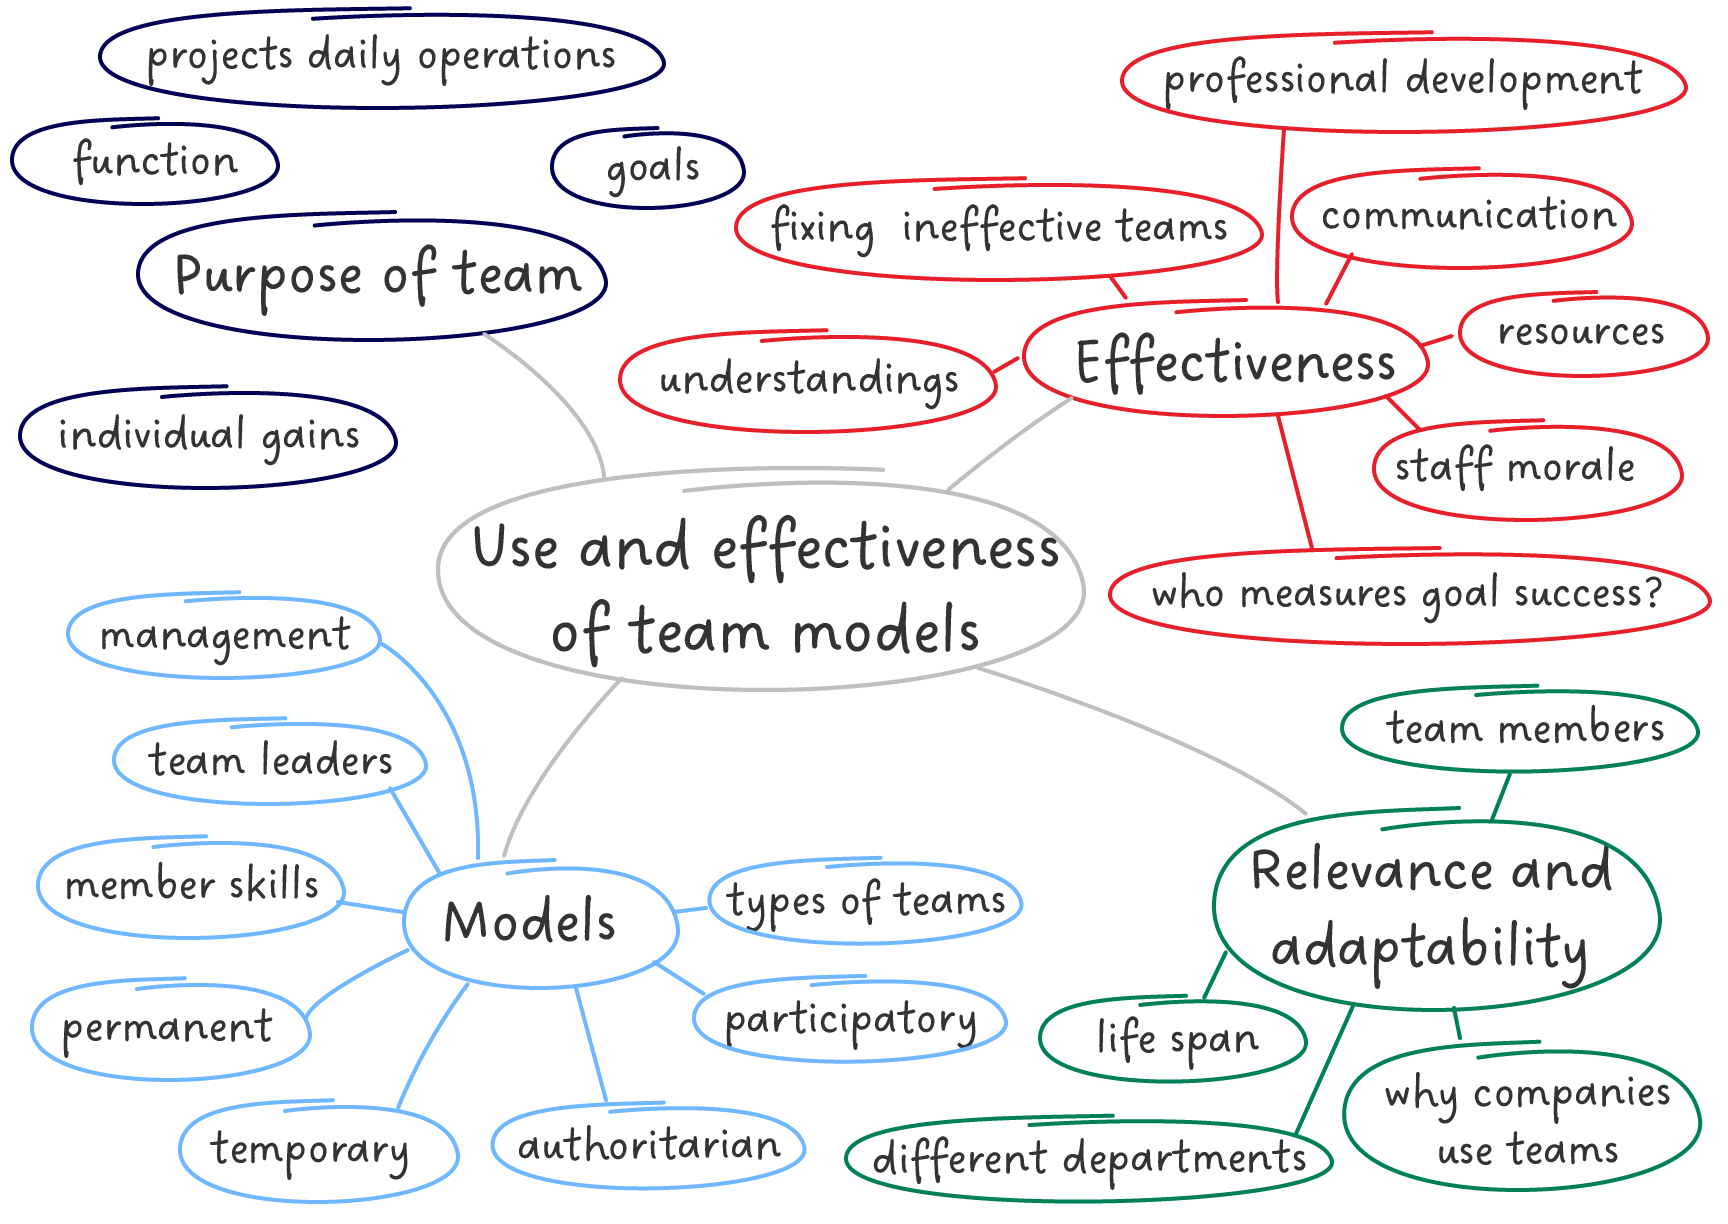 projects daily operations
function
goals
Purpose of team
individual gains
professional development
communication
fixing ineffective teams
resources
understandings
Effectiveness
staff morale
who measures goal success?
Use and effectiveness
of team models
management
team leaders
member skills
Models
types of teams
permanent
participatory
temporary
authoritarian
team members
Relevance and
adaptability
life span
why companies
use teams
different departments